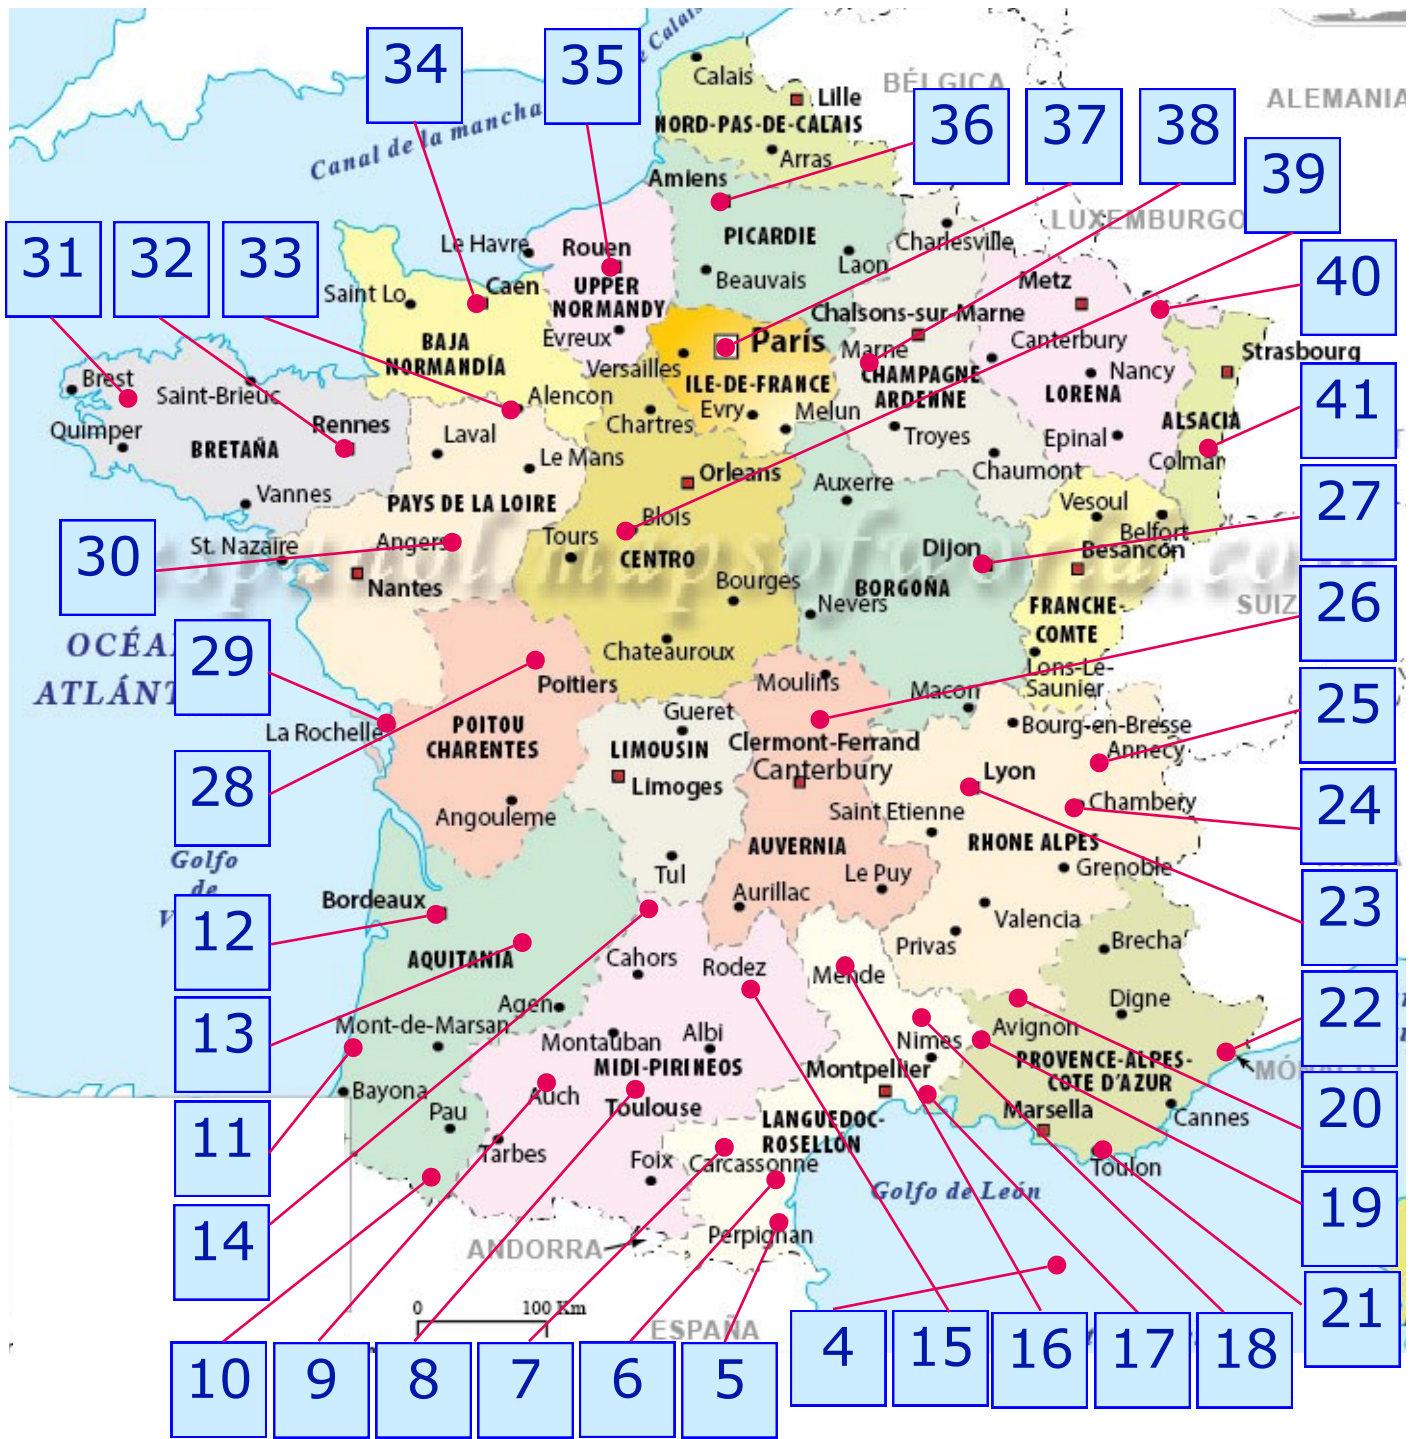 34
35
e Calais
Calais
BÉLGICA
ALEMANIA
Lille
Canal de la mancha
NORD-PAS-DE-CALAIS
36
37
38
39
Arras
Amiens
LUXEMBURGO
31
32
33
Le Havre
Rouen
PICARDIE
Charlesville
40
Laon
Beauvais
Metz
Saint Lo
Caen
UPPER
NORMANDY
Chalsons-sur-Marne
BAJA
NORMANDÍA
Evreux
París
Marne
Canterbury
Strasbourg
Versailles
ILE-DE-FRANCE
CHAMPAGNE
ARDENNE
Nancy
LORENA
41
Brest
Saint-Brieuc
Alencon
Chartres
Evry
Melun
ALSACIA
Quimper
Rennes
BRETAÑA
Laval
Troyes
Epinal
Le Mans
Chaumont
Colmar
Orleans
Auxerre
27
Vannes
PAYS DE LA LOIRE
Vesoul
Blois
Belfort
30
St. Nazaire
Angers
Tours
CENTRO
Dijon
Besancon
espanol.mapsofworld.com
Nantes
Bourges
BORGOÑA
26
Nevers
FRANCHE-
COMTE
SUIZ
OCÉA
ATLÁNT
29
Chateauroux
Lons-Le-
Saunier
Poitiers
Moulins
Macon
25
La Rochelle
POITOU
CHARENTES
Gueret
LIMOUSIN
Clermont-Ferrand
Bourg-en-Bresse
Annecy
28
Limoges
Canterbury
Lyon
24
Chambery
Angouleme
Saint Etienne
Golfo
de
V
AUVERNIA
RHONE ALPES
Tul
Le Puy
Grenoble
12
Bordeaux
Aurillac
Valencia
23
AQUITANIA
Cahors
Rodez
Mende
Privas
Brecha
13
Agen
Digne
22
Mont-de-Marsan
Montauban
Albi
Nimes
Avignon
MIDI-PIRINEOS
Montpellier
PROVENCE-ALPES-
COTE D'AZUR
MÓNACO
11
Bayona
Auch
Toulouse
LANGUEDOC-
ROSELLON
Marsella
Cannes
20
Pau
Tarbes
Foix
Carcassonne
Toulon
Golfo de León
19
14
ANDORRA
Perpignan
21
0 100 Km
ESPAÑA
10
9
8
7
6
5
4
15
16
17
18